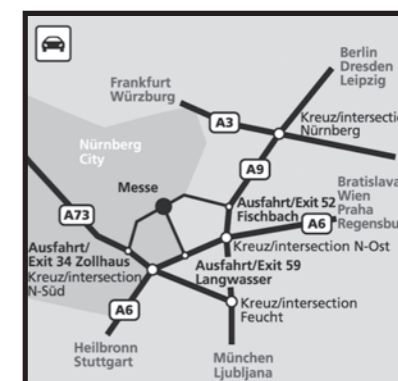 Berlin
Dresden
Leipzig
Frankfurt
Würzburg
A3
Kreuz/intersecti
Nürnberg
Nürnberg
City
A9
Messe
Bratislava
Wien
Praha
Regensbu
Ausfahrt/Exit 52
Fischbach
A73
A6
Kreuz/intersection N-Ost
Ausfahrt/
Exit 34 Zollhaus
Kreuz/intersection
N-Süd
Ausfahrt/Exit 59
Langwasser
A6
Kreuz/intersection
Feucht
Heilbronn
Stuttgart
München
Ljubljana